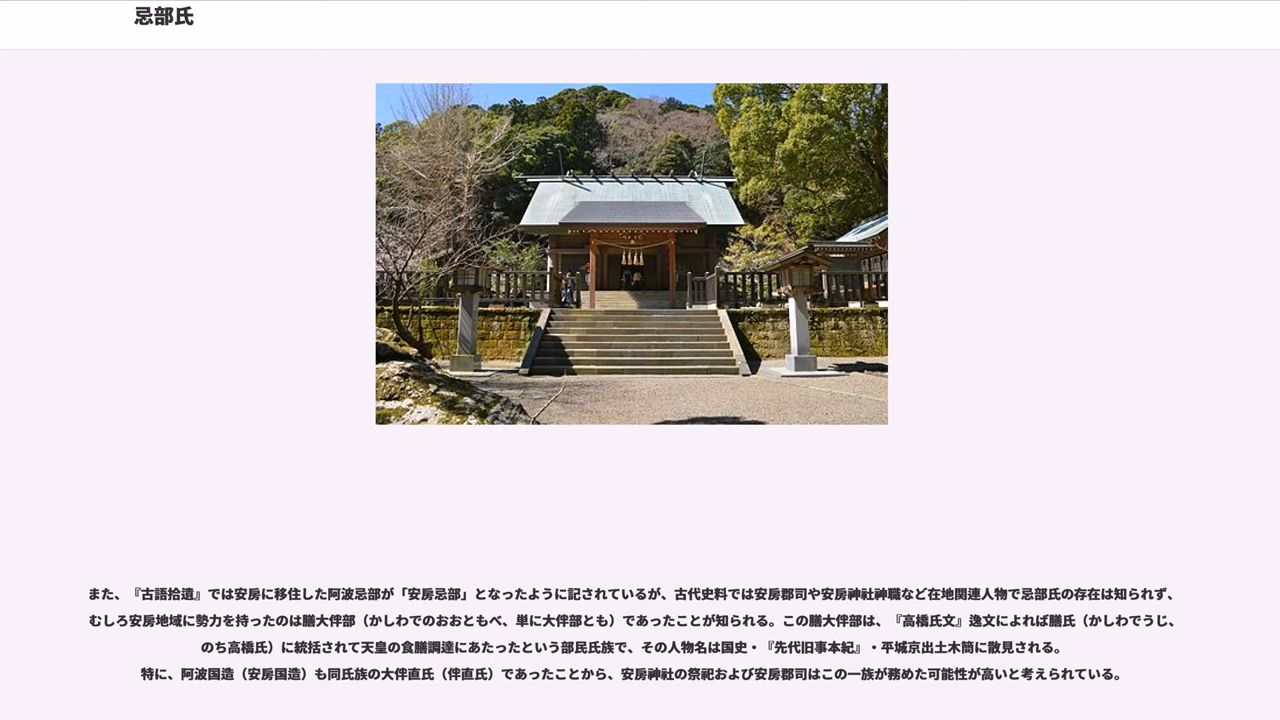 忌部氏
また、『古語拾遺』では安房に移住した阿波忌部が「安房忌部」となったように記されているが、古代史料では安房郡司や安房神社神職など在地関連人物で忌部氏の存在は知られず、
むしろ安房地域に勢力を持ったのは膳大伴部（かしわでのおおともべ、単に大伴部とも）であったことが知られる。この膳大伴部は、『高橋氏文』逸文によれば膳氏（かしわでうじ、
のち高橋氏）に統括されて天皇の食膳調達にあたったという部民氏族で、その人物名は国史・『先代旧事本紀』・平城京出土木簡に散見される。
特に、阿波国造（安房国造）も同氏族の大伴直氏（伴直氏）であったことから、安房神社の祭祀および安房郡司はこの一族が務めた可能性が高いと考えられている。